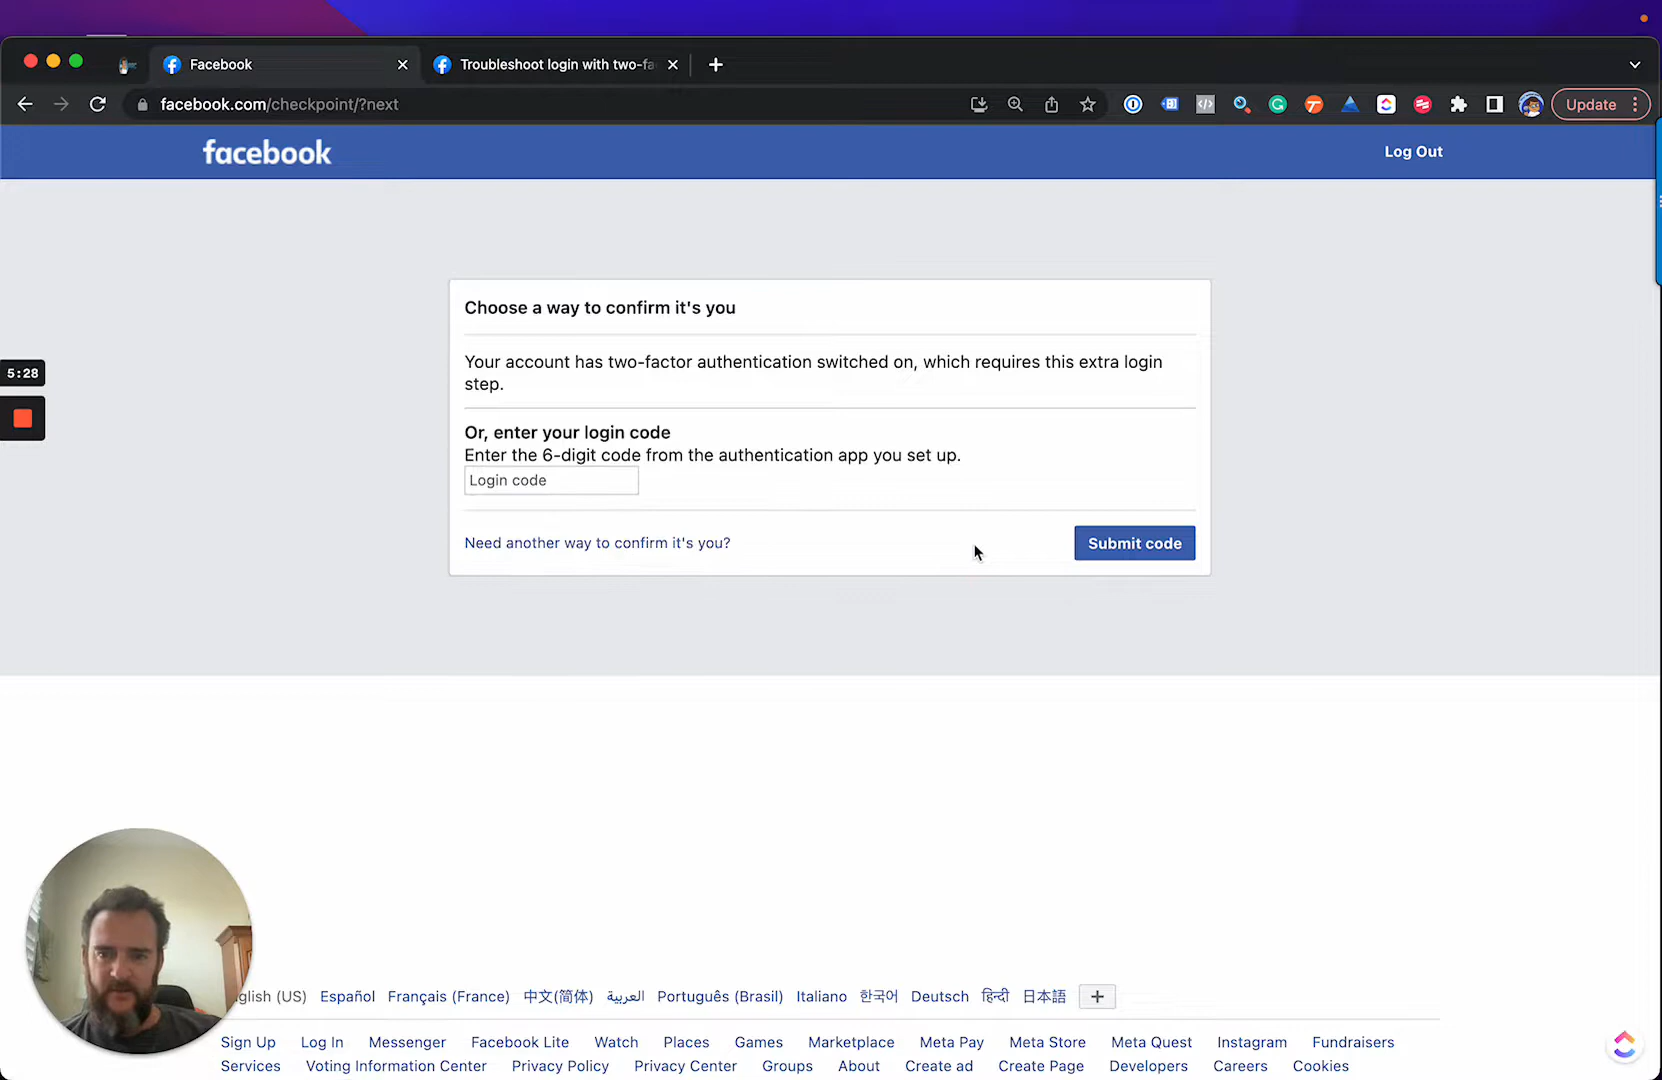 Facebook
Troubleshoot login with two-fa
facebook.com/checkpoint/?next
Update
facebook
Log Out
Choose a way to confirm it's you
Your account has two-factor authentication switched on, which requires this extra login
step.
5:28
Or, enter your login code
Enter the 6-digit code from the authentication app you set up.
Login code
Need another way to confirm it's you?
Submit code
glish (US) Español Français (France) 中文(简体) العربية Português (Brasil) Italiano 한국어 Deutsch हिन्दी 日本語
Sign Up Log In Messenger Facebook Lite Watch Places Games Marketplace Meta Pay Meta Store Meta Quest Instagram Fundraisers
Services Voting Information Center Privacy Policy Privacy Center Groups About Create ad Create Page Developers Careers Cookies